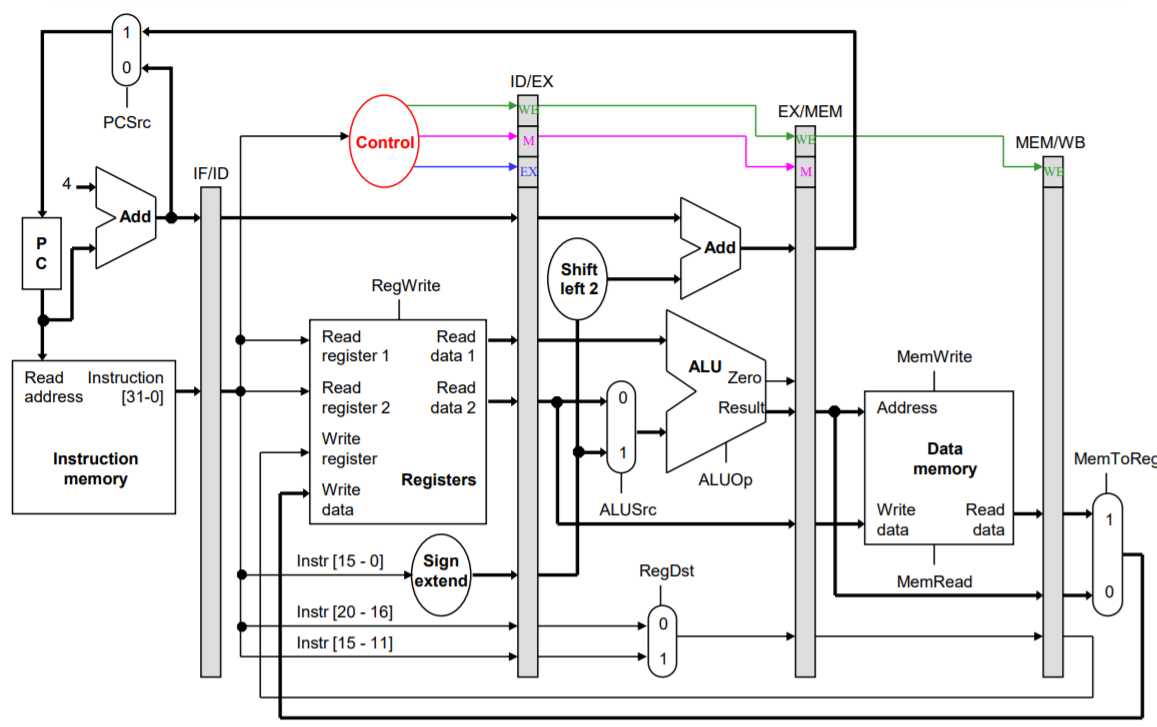 1
0
PCSrc
4
Add
P
C
Read
address
Instruction
[31-0]
Instruction
memory
IF/ID
Control
RegWrite
Read
register 1
Read
data 1
Read
register 2
Read
data 2
Write
register
Write
data
Registers
Instr [15 - 0]
Sign
extend
Instr [20 - 16]
Instr [15 - 11]
ID/EX
WB
M
EX
Shift
left 2
Add
0
1
ALUSrc
ALU
Zero
Result
ALUOp
RegDst
0
1
EX/MEM
WB
M
MemWrite
Address
Data
memory
Write
data
Read
data
MemRead
MEM/WB
WB
MemToReg
1
0